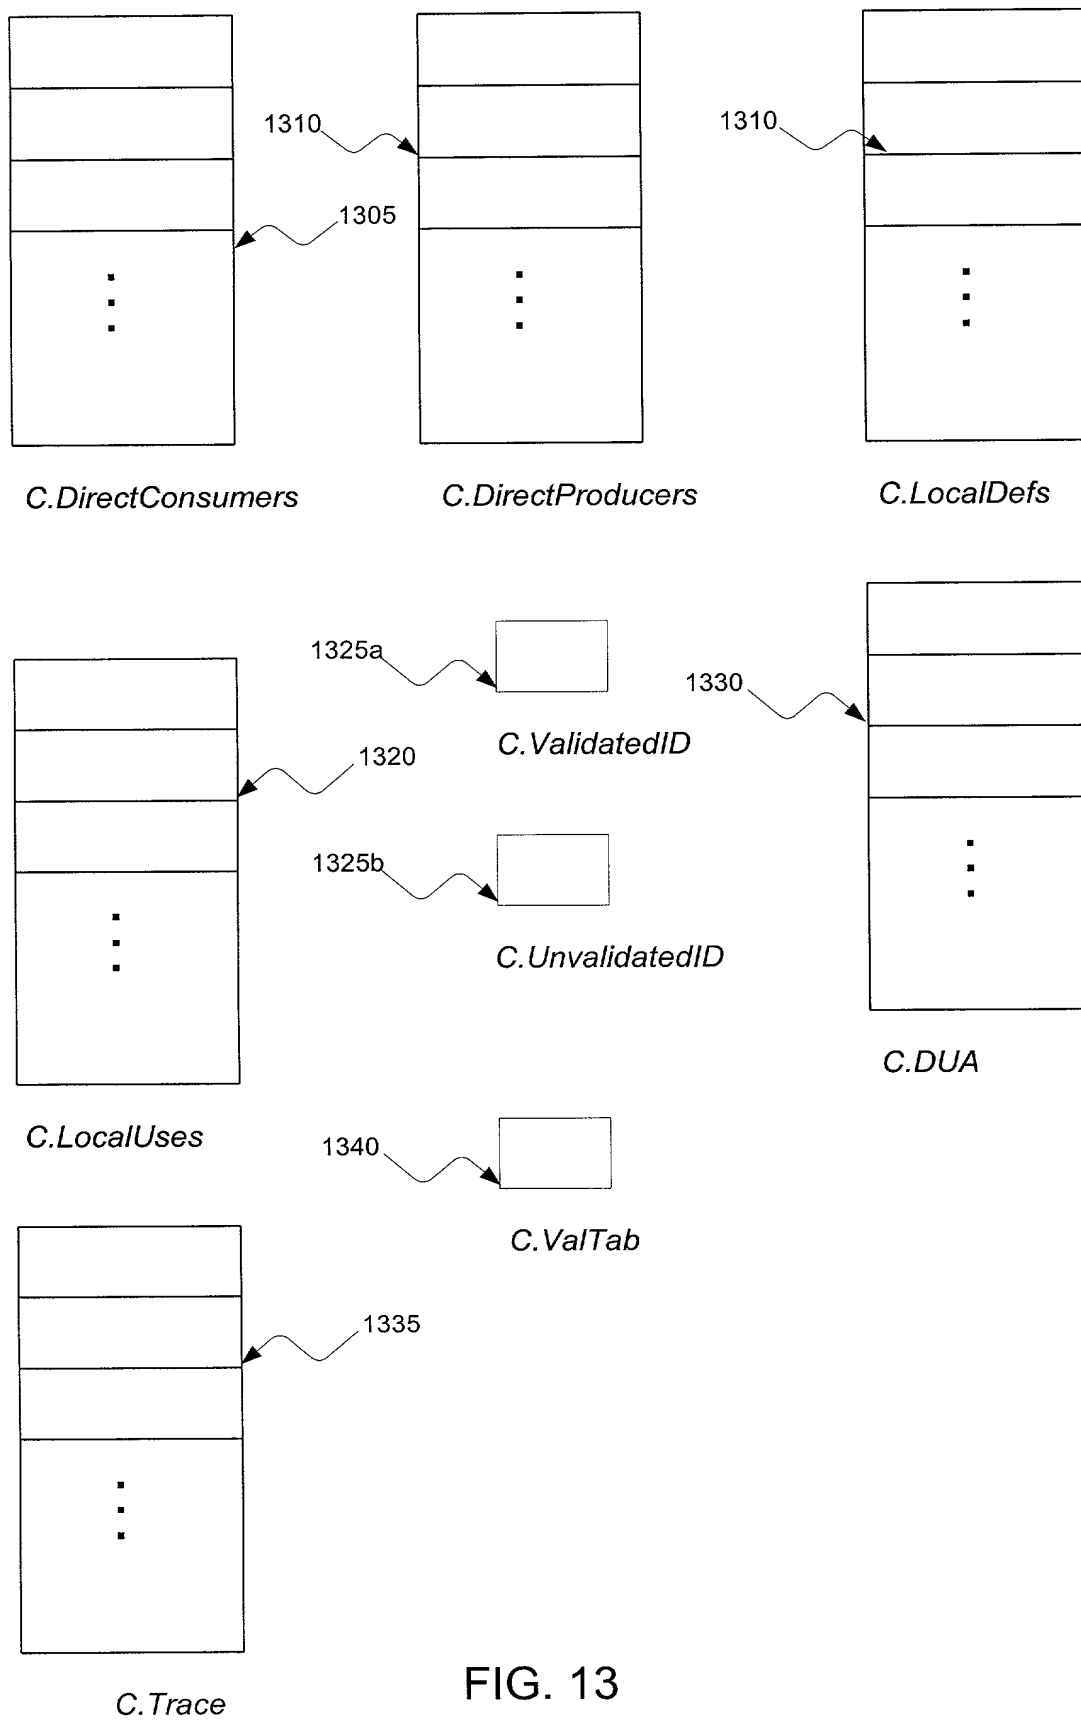 1310
1310
1305
C.DirectConsumers
C.DirectProducers
C.LocalDefs
1325a
1330
C.ValidatedID
1320
1325b
C.UnvalidatedID
C.DUA
C.LocalUses
1340
C.ValTab
1335
C.Trace
FIG. 13